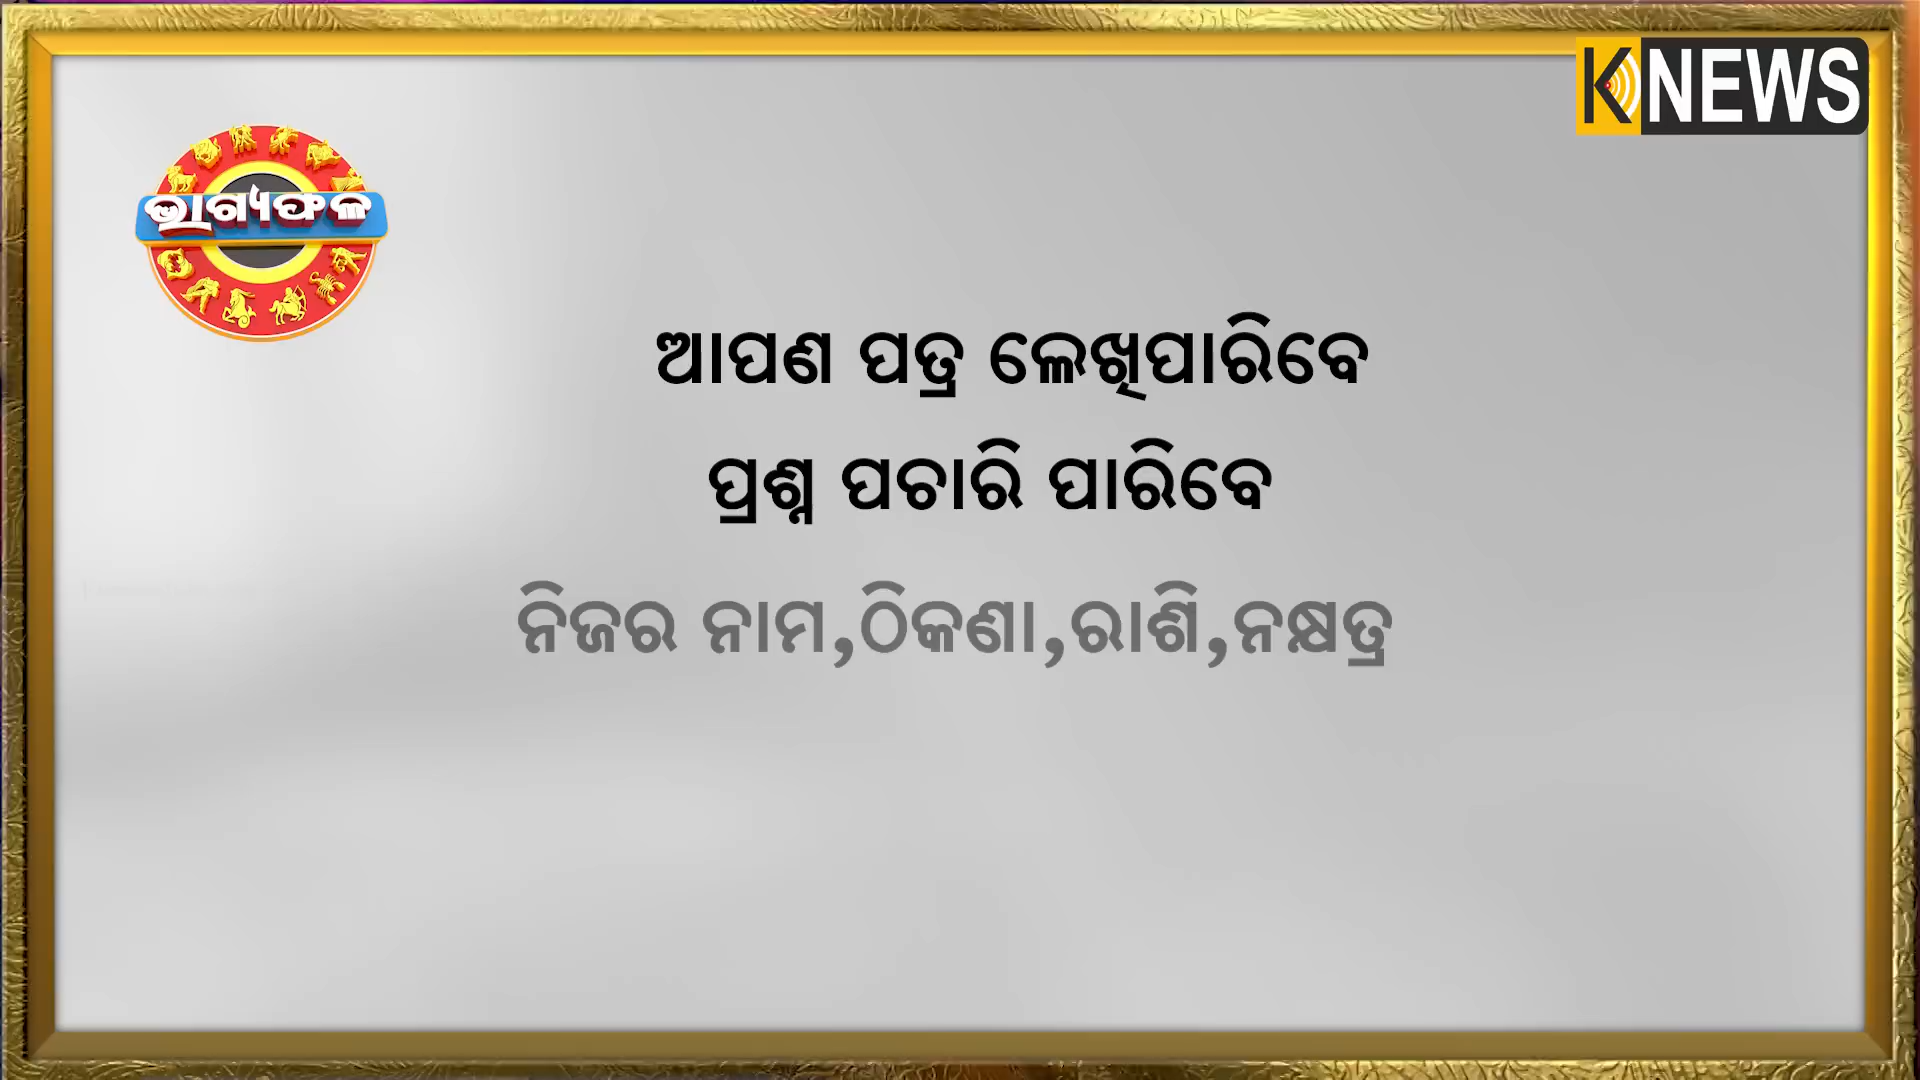 KNEWS
ଭାଗ୍ୟଫଳ
ଆପଣ ପତ୍ର ଲେଖିପାରିବେ
ପ୍ରଶ୍ନ ପଚାରି ପାରିବେ
ନିଜର ନାମ,ଠିକଣା,ରାଶି,ନକ୍ଷତ୍ର